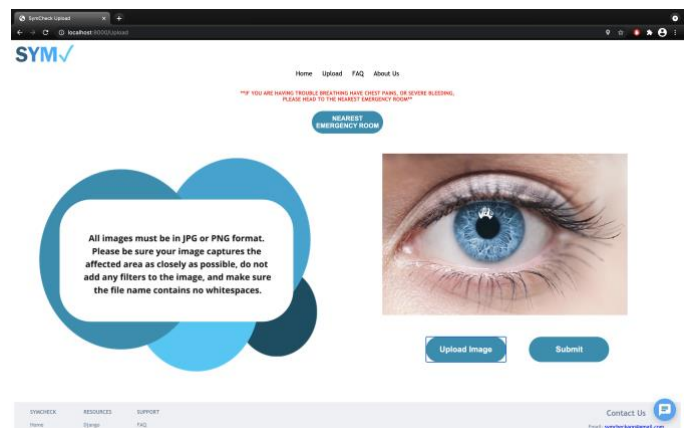 SymCheck Upload
localhost:8000/Upload
SYM✓
Home Upload FAQ About Us
**IF YOU ARE HAVING TROUBLE BREATHING HAVE CHEST PAINS, OR SEVERE BLEEDING,
PLEASE HEAD TO THE NEAREST EMERGENCY ROOM**
NEAREST
EMERGENCY ROOM
All images must be in JPG or PNG format.
Please be sure your image captures the
affected area as closely as possible, do not
add any filters to the image, and make sure
the file name contains no whitespaces.
Upload Image Submit
SYMCHECK RESOURCES SUPPORT Contact Us
Home Django FAQ